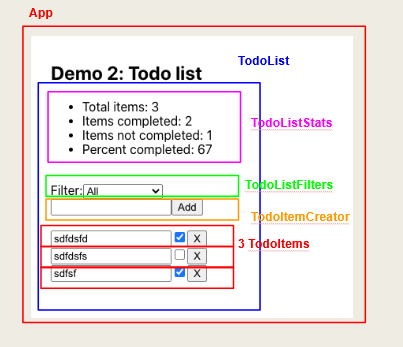 App
Demo 2: Todo list
TodoList
Total items: 3
Items completed: 2
Items not completed: 1
Percent completed: 67
TodoListStats
Filter: All
TodoListFilters
Add
TodoItemCreator
sdfdsfd X
3 TodoItems
sdfdsfs X
sdfsf X